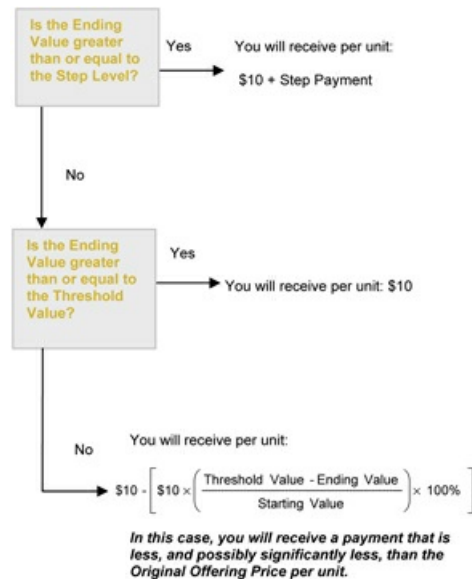 Is the Ending
Value greater
than or equal to
the Step Level?
Yes
You will receive per unit:
$10 + Step Payment
No
Is the Ending
Value greater
than or equal to
the Threshold
Value?
Yes
You will receive per unit: $10
No
You will receive per unit:
$10 - [ $10 × ( Threshold Value - Ending Value
Starting Value ) × 100% ]
In this case, you will receive a payment that is
less, and possibly significantly less, than the
Original Offering Price per unit.